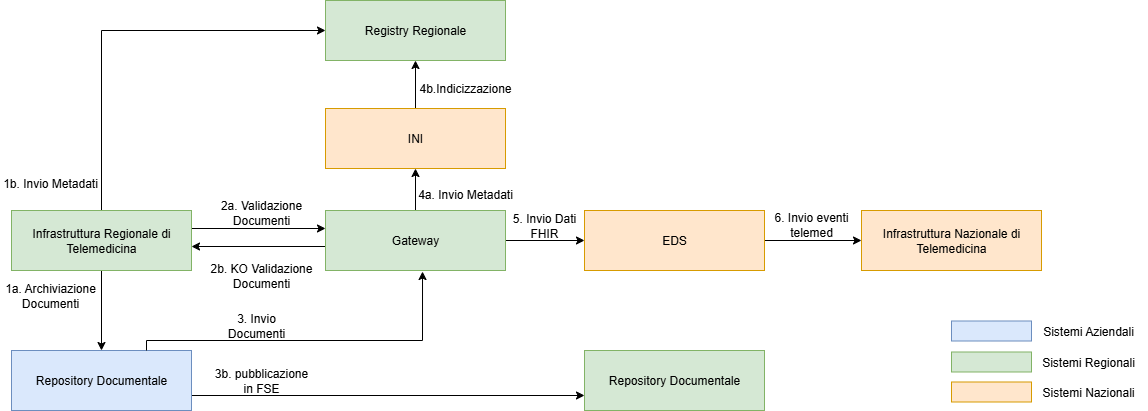 Registry Regionale
4b.Indicizzazione
INI
1b. Invio Metadati
4a. Invio Metadati
2a. Validazione
Documenti
5. Invio Dati
FHIR
6. Invio eventi
telemed
Infrastruttura Regionale di
Telemedicina
Gateway
EDS
Infrastruttura Nazionale di
Telemedicina
2b. KO Validazione
Documenti
1a. Archiviazione
Documenti
3. Invio
Documenti
Sistemi Aziendali
Sistemi Regionali
Sistemi Nazionali
Repository Documentale
3b. pubblicazione
in FSE
Repository Documentale